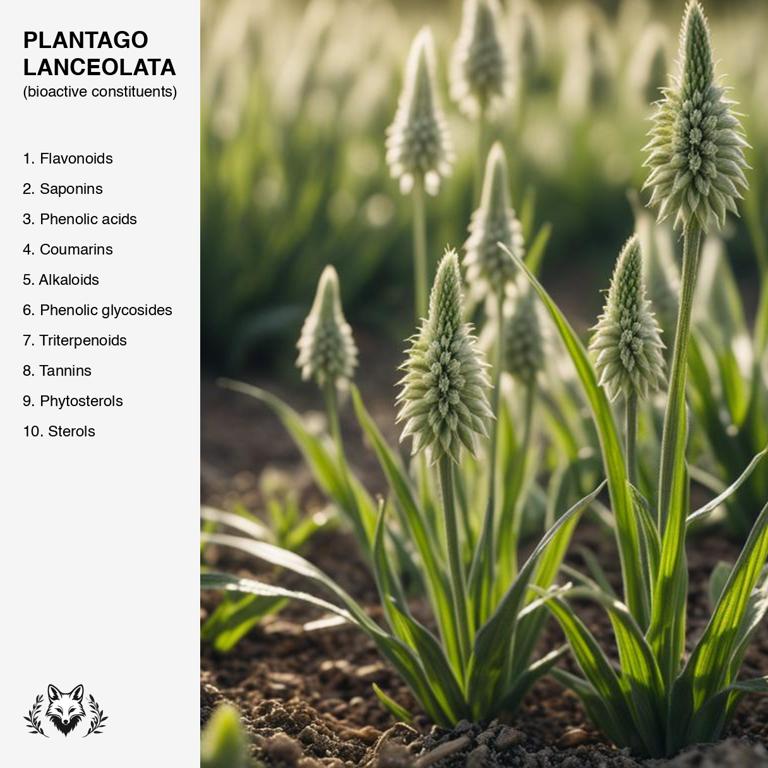 PLANTAGO
LANCEOLATA
(bioactive constituents)
1. Flavonoids
2. Saponins
3. Phenolic acids
4. Coumarins
5. Alkaloids
6. Phenolic glycosides
7. Triterpenoids
8. Tannins
9. Phytosterols
10. Sterols